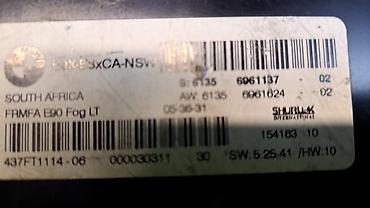 S: 6135 6961137 - 02
SOUTH AFRICA AW: 6135 6961624 - 02
FRMFA E90 Fog LT 05-36-31 SHURLOK
INTERNATIONAL
154163 10
437FT1114 - 06 000030311 30 SW: 5.25.41 /HW:10